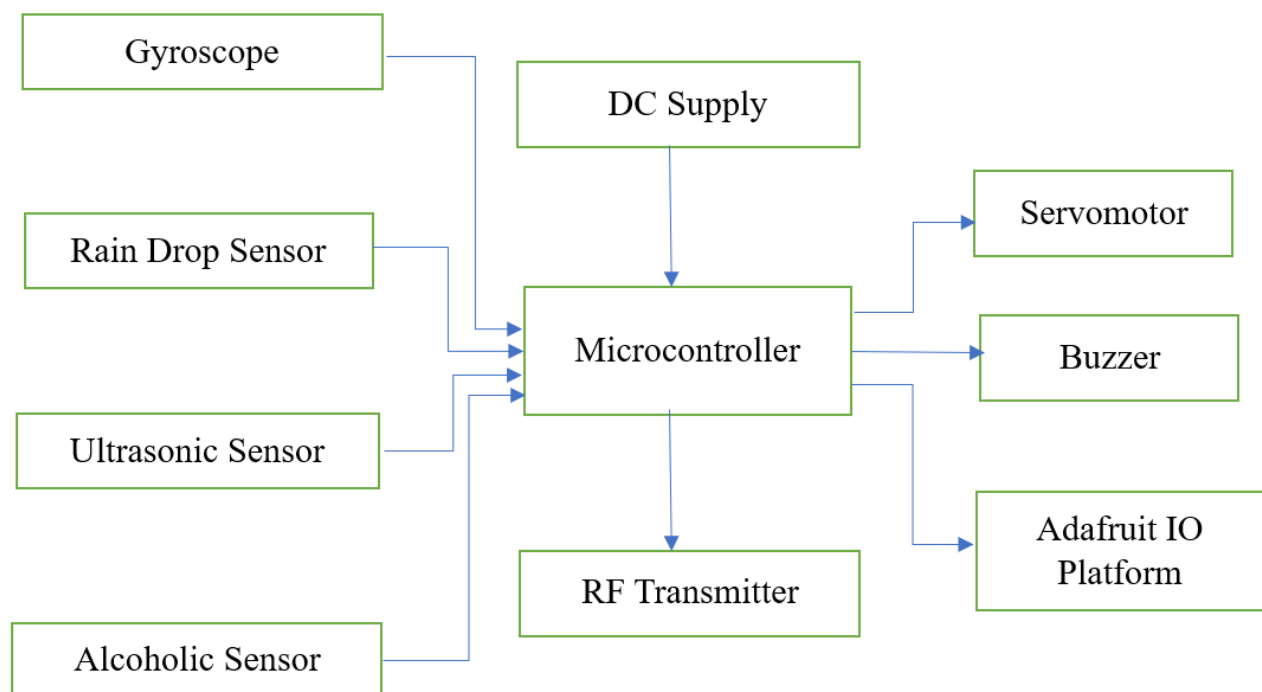 Gyroscope
DC Supply
Servomotor
Rain Drop Sensor
Microcontroller
Buzzer
Ultrasonic Sensor
Adafruit IO
Platform
RF Transmitter
Alcoholic Sensor